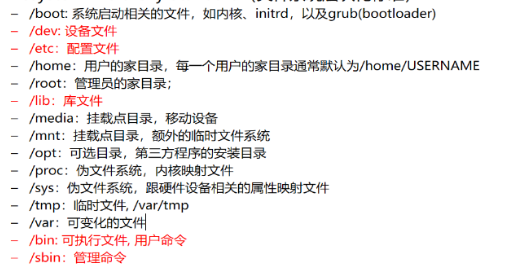 – /boot: 系统启动相关的文件，如内核、initrd，以及grub(bootloader)
– /dev: 设备文件
– /etc：配置文件
– /home：用户的家目录，每一个用户的家目录通常默认为/home/USERNAME
– /root：管理员的家目录；
– /lib：库文件
– /media：挂载点目录，移动设备
– /mnt：挂载点目录，额外的临时文件系统
– /opt：可选目录，第三方程序的安装目录
– /proc：伪文件系统，内核映射文件
– /sys：伪文件系统，跟硬件设备相关的属性映射文件
– /tmp：临时文件, /var/tmp
– /var：可变化的文件
– /bin: 可执行文件, 用户命令
– /sbin：管理命令